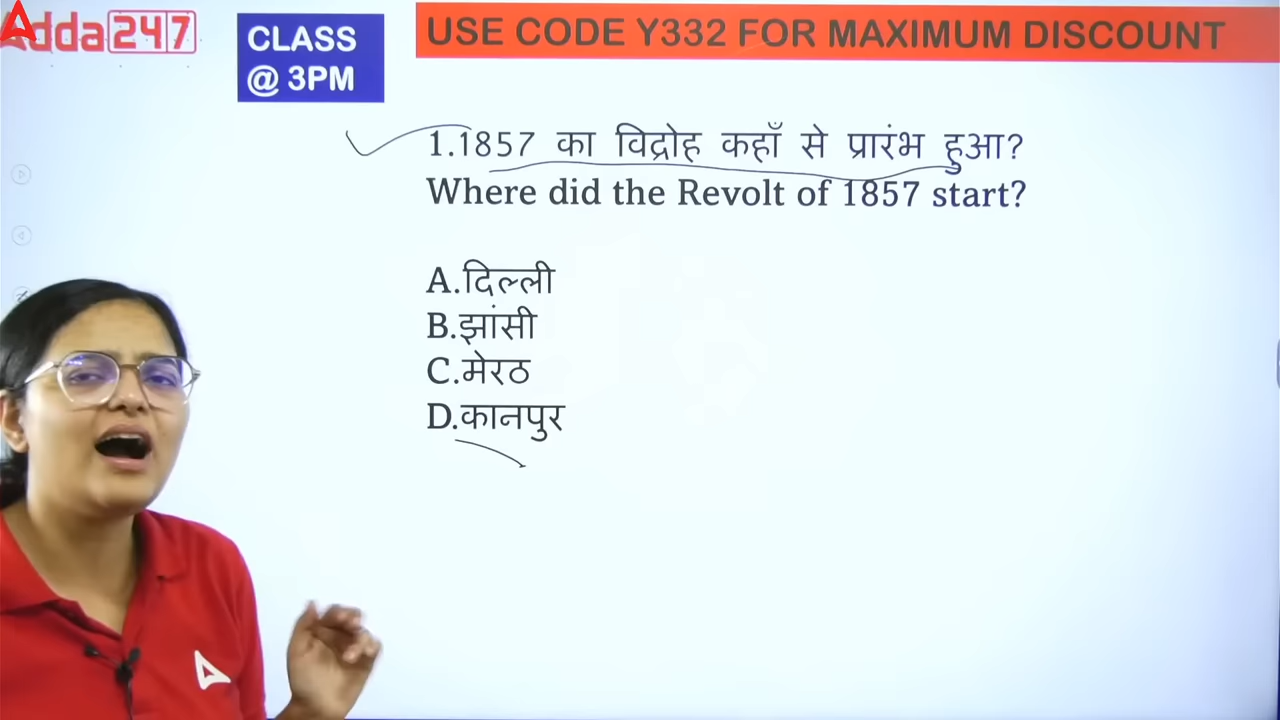 Adda247
CLASS
@ 3PM
USE CODE Y332 FOR MAXIMUM DISCOUNT
1.1857 का विद्रोह कहाँ से प्रारंभ हुआ?
Where did the Revolt of 1857 start?
A.दिल्ली
B.झांसी
C.मेरठ
D.कानपुर